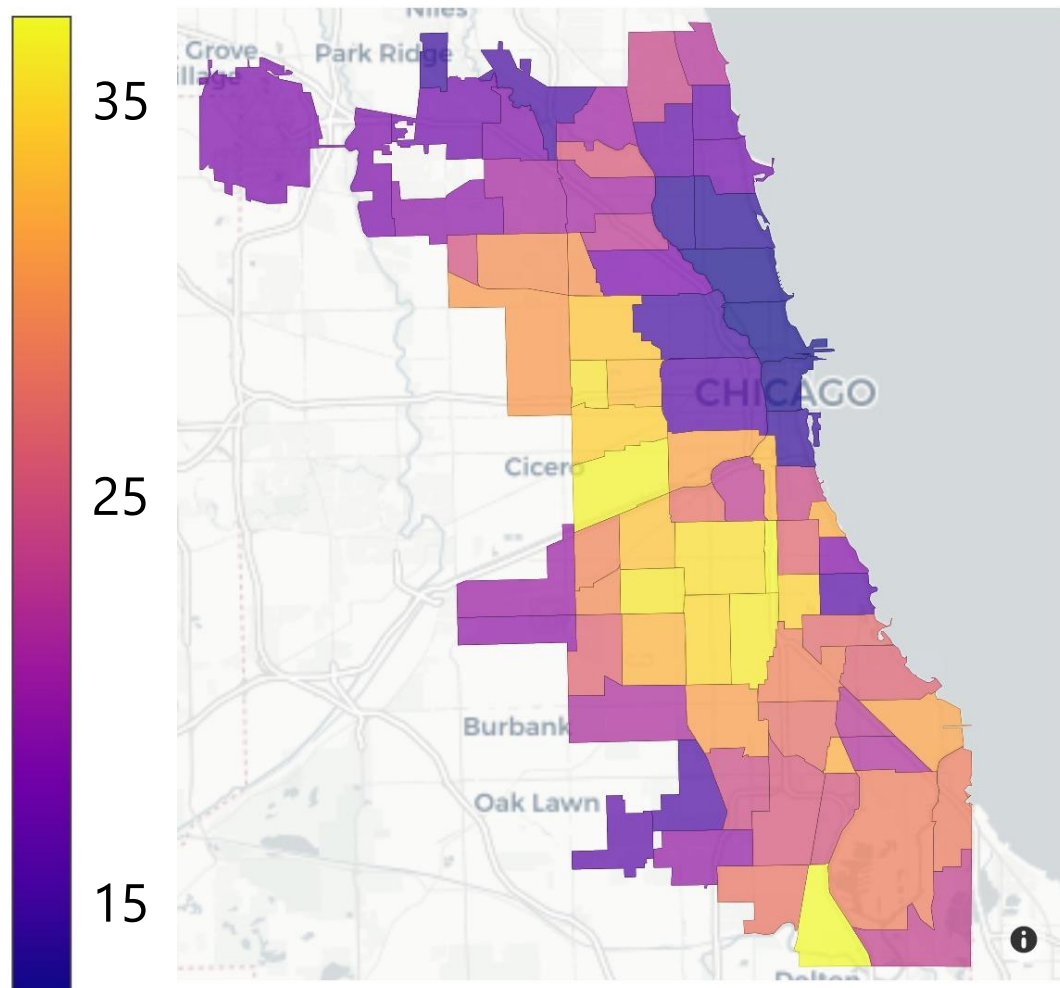 Niles
Grove
Village
Park Ridge
35
CHICAGO
Cicero
25
Burbank
Oak Lawn
15
Dolton
i